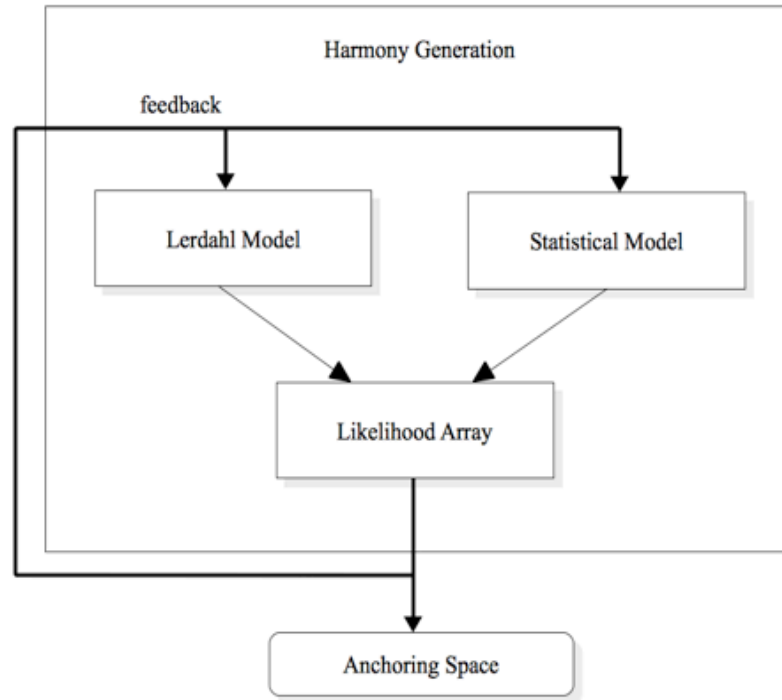 Harmony Generation
feedback
Lerdahl Model
Statistical Model
Likelihood Array
Anchoring Space